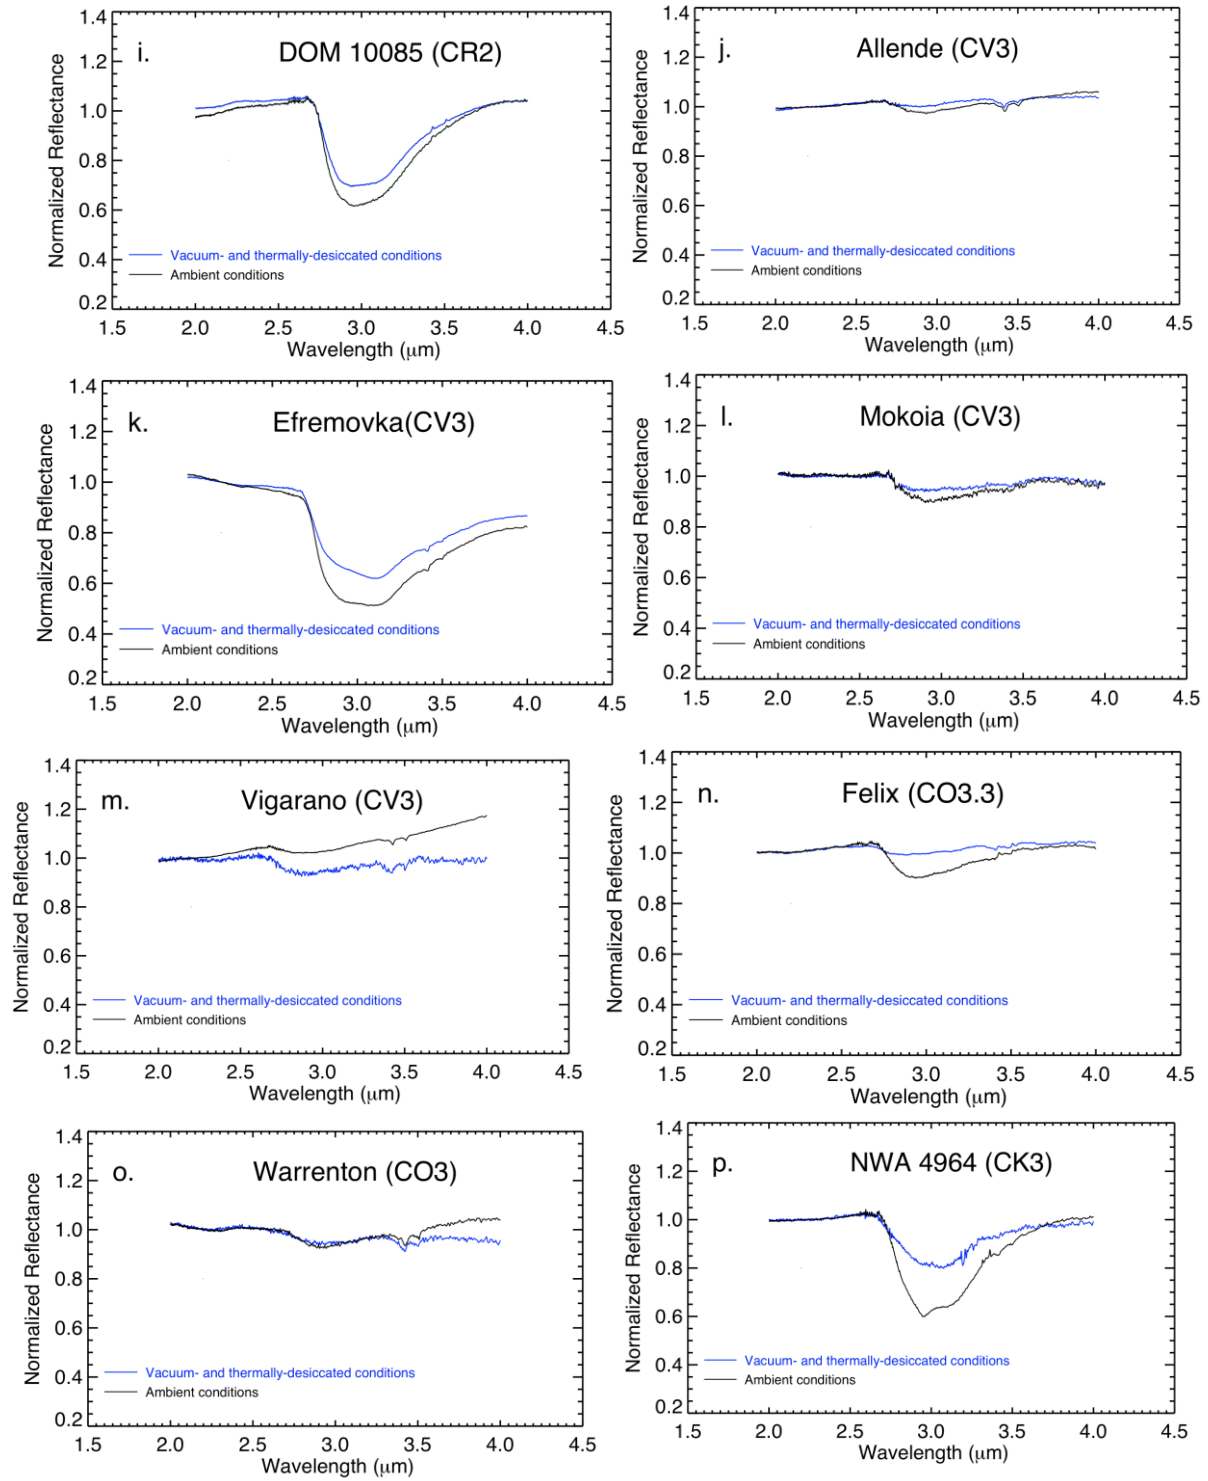 i. DOM 10085 (CR2)
Normalized Reflectance
1.4
1.2
1.0
0.8
0.6
0.4
0.2
Vacuum- and thermally-desiccated conditions
Ambient conditions
1.5 2.0 2.5 3.0 3.5 4.0 4.5
Wavelength (μm)
j. Allende (CV3)
Normalized Reflectance
1.4
1.2
1.0
0.8
0.6
0.4
0.2
Vacuum- and thermally-desiccated conditions
Ambient conditions
1.5 2.0 2.5 3.0 3.5 4.0 4.5
Wavelength (μm)
k. Efremovka(CV3)
Normalized Reflectance
1.4
1.2
1.0
0.8
0.6
0.4
0.2
Vacuum- and thermally-desiccated conditions
Ambient conditions
1.5 2.0 2.5 3.0 3.5 4.0 4.5
Wavelength (μm)
l. Mokoia (CV3)
Normalized Reflectance
1.4
1.2
1.0
0.8
0.6
0.4
0.2
Vacuum- and thermally-desiccated conditions
Ambient conditions
1.5 2.0 2.5 3.0 3.5 4.0 4.5
Wavelength (μm)
m. Vigarano (CV3)
Normalized Reflectance
1.4
1.2
1.0
0.8
0.6
0.4
0.2
Vacuum- and thermally-desiccated conditions
Ambient conditions
1.5 2.0 2.5 3.0 3.5 4.0 4.5
Wavelength (μm)
n. Felix (CO3.3)
Normalized Reflectance
1.4
1.2
1.0
0.8
0.6
0.4
0.2
Vacuum- and thermally-desiccated conditions
Ambient conditions
1.5 2.0 2.5 3.0 3.5 4.0 4.5
Wavelength (μm)
o. Warrenton (CO3)
Normalized Reflectance
1.4
1.2
1.0
0.8
0.6
0.4
0.2
Vacuum- and thermally-desiccated conditions
Ambient conditions
1.5 2.0 2.5 3.0 3.5 4.0 4.5
Wavelength (μm)
p. NWA 4964 (CK3)
Normalized Reflectance
1.4
1.2
1.0
0.8
0.6
0.4
0.2
Vacuum- and thermally-desiccated conditions
Ambient conditions
1.5 2.0 2.5 3.0 3.5 4.0 4.5
Wavelength (μm)